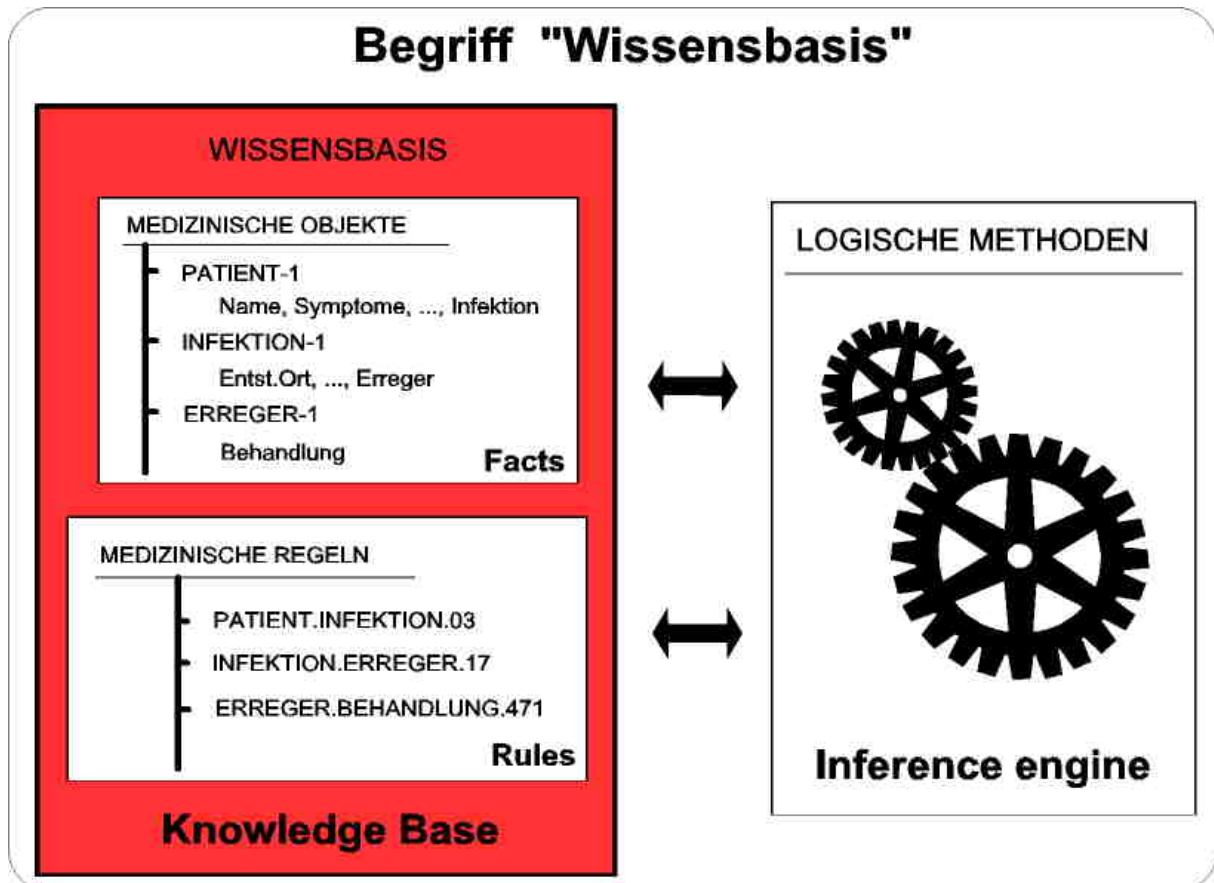 Begriff "Wissensbasis"
WISSENSBASIS
MEDIZINISCHE OBJEKTE
PATIENT-1
Name, Symptome, ..., Infektion
INFEKTION-1
Entst.Ort, ..., Erreger
ERREGER-1
Behandlung
Facts
MEDIZINISCHE REGELN
PATIENT.INFEKTION.03
INFEKTION.ERREGER.17
ERREGER.BEHANDLUNG.471
Rules
Knowledge Base
LOGISCHE METHODEN
Inference engine